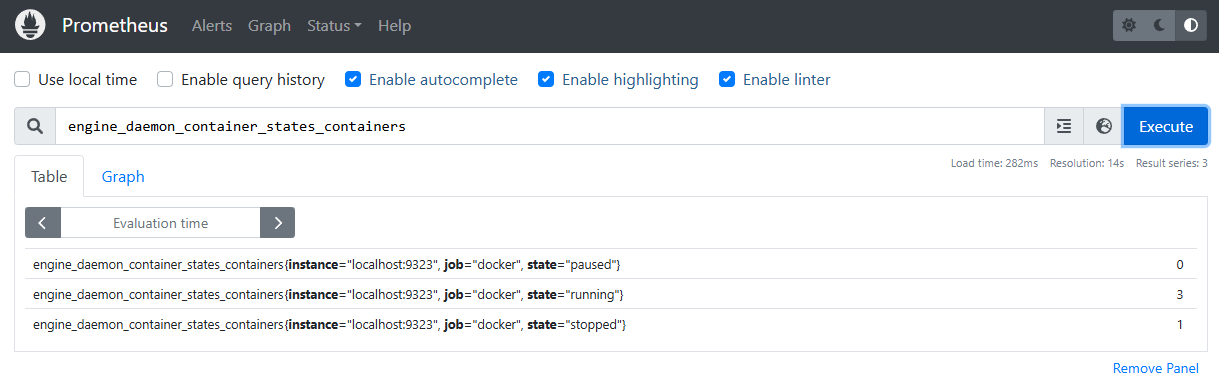 Prometheus Alerts Graph Status Help
Use local time Enable query history Enable autocomplete Enable highlighting Enable linter
engine_daemon_container_states_containers Execute
Load time: 282ms Resolution: 14s Result series: 3
Table Graph
Evaluation time
engine_daemon_container_states_containers{instance="localhost:9323", job="docker", state="paused"} 0
engine_daemon_container_states_containers{instance="localhost:9323", job="docker", state="running"} 3
engine_daemon_container_states_containers{instance="localhost:9323", job="docker", state="stopped"} 1
Remove Panel